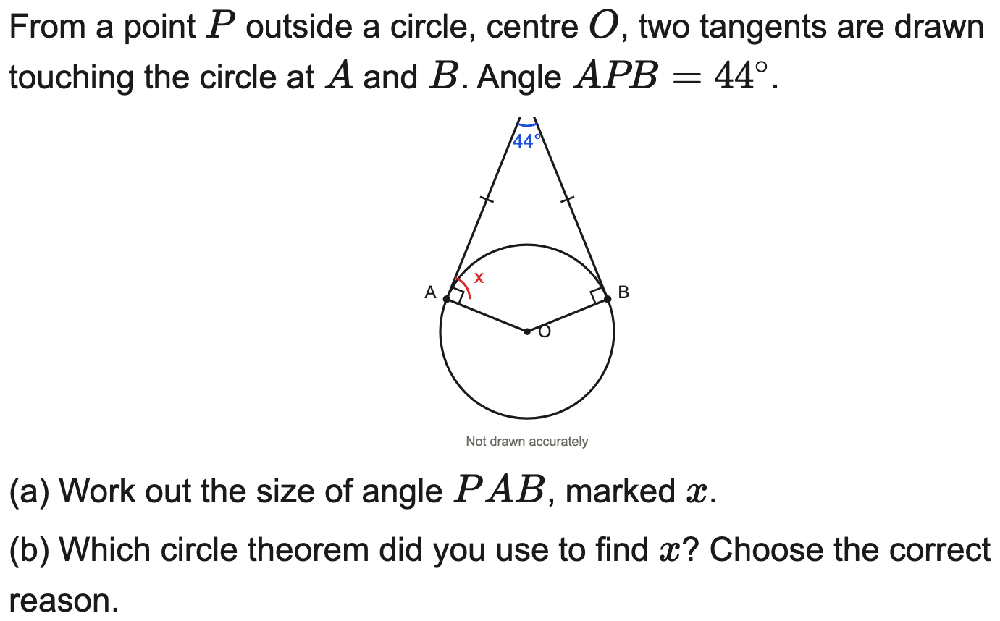 From a point P outside a circle, centre O, two tangents are drawn
touching the circle at A and B. Angle APB = 44°.
44°
x
A
B
O
Not drawn accurately
(a) Work out the size of angle PAB, marked x.
(b) Which circle theorem did you use to find x? Choose the correct
reason.